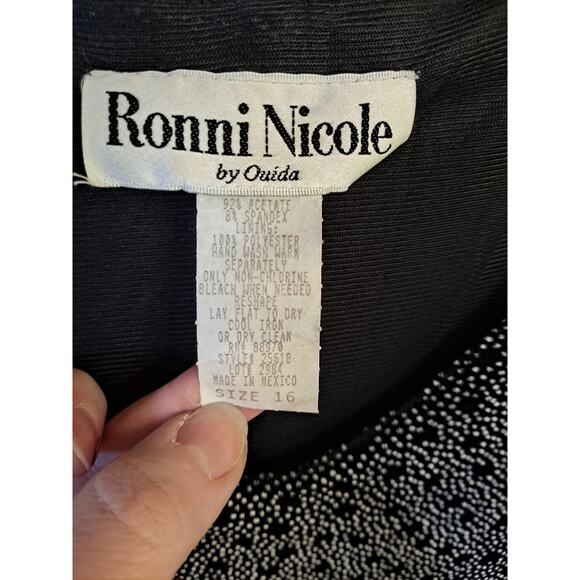 Ronni Nicole
by Ouida
92% ACETATE
8% SPANDEX
LINING:
100% POLYESTER
HAND WASH WARM
SEPARATELY
ONLY NON-CHLORINE
BLEACH WHEN NEEDED
RESHAPE
LAY FLAT TO DRY
COOL IRON
OR DRY CLEAN
RN# 88970
STYLE# 25618
LOT# 2984
MADE IN MEXICO
SIZE 16